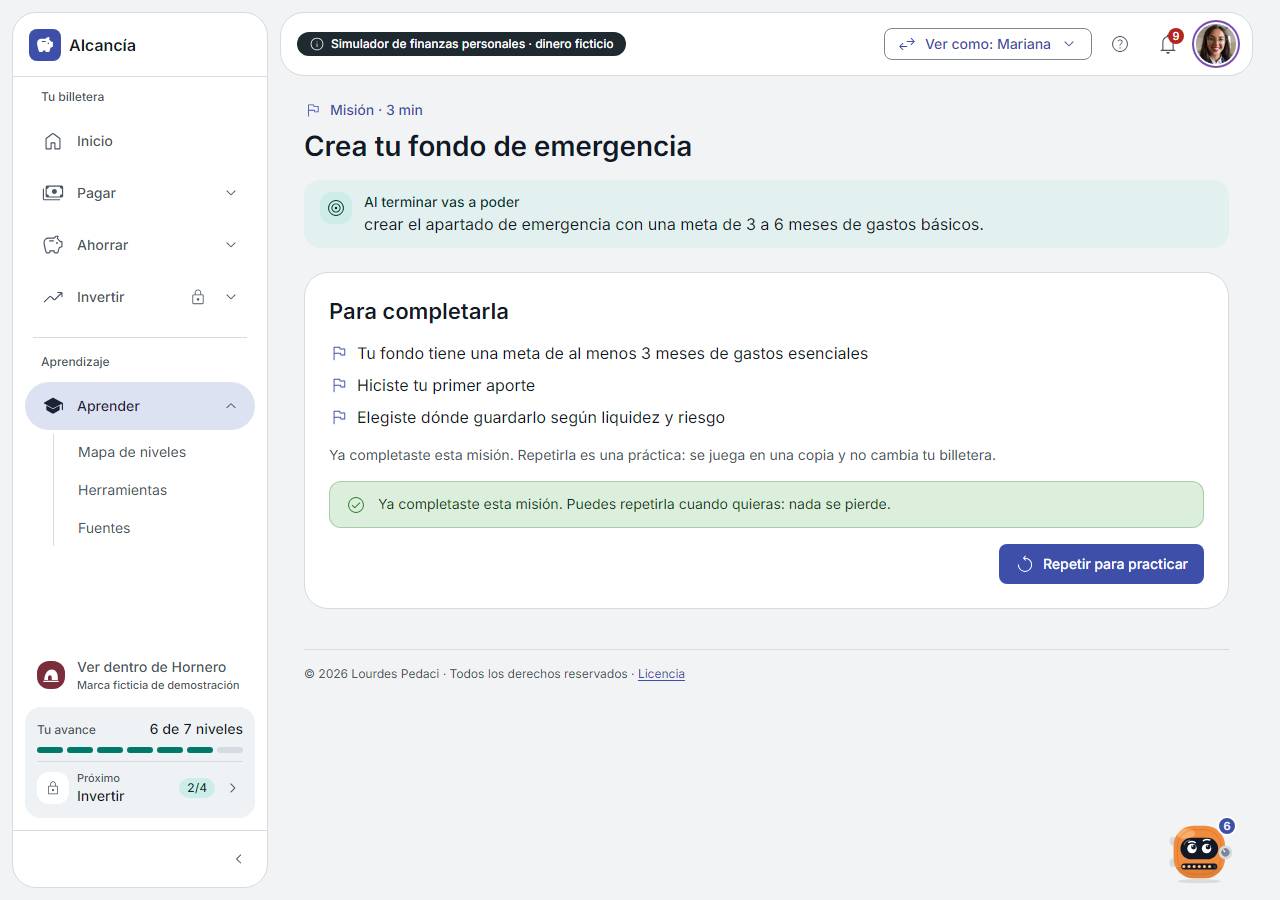 Alcancía
Tu billetera
Inicio
Pagar
Ahorrar
Invertir
Aprendizaje
Aprender
Mapa de niveles
Herramientas
Fuentes
Ver dentro de Hornero
Marca ficticia de demostración
Tu avance 6 de 7 niveles
Próximo
Invertir 2/4
Simulador de finanzas personales · dinero ficticio
Ver como: Mariana
9
Misión · 3 min
Crea tu fondo de emergencia
Al terminar vas a poder
crear el apartado de emergencia con una meta de 3 a 6 meses de gastos básicos.
Para completarla
Tu fondo tiene una meta de al menos 3 meses de gastos esenciales
Hiciste tu primer aporte
Elegiste dónde guardarlo según liquidez y riesgo
Ya completaste esta misión. Repetirla es una práctica: se juega en una copia y no cambia tu billetera.
Ya completaste esta misión. Puedes repetirla cuando quieras: nada se pierde.
Repetir para practicar
© 2026 Lourdes Pedaci · Todos los derechos reservados · Licencia
6